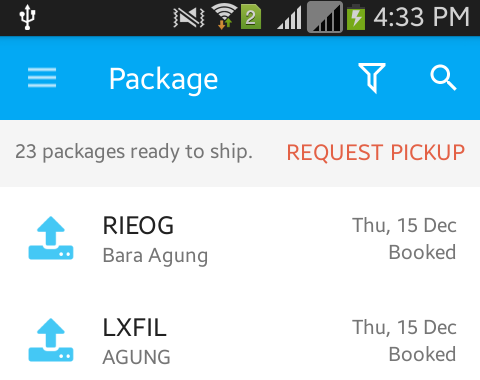 2 4:33 PM
Package
23 packages ready to ship. REQUEST PICKUP
RIEOG Thu, 15 Dec
Bara Agung Booked
LXFIL Thu, 15 Dec
AGUNG Booked